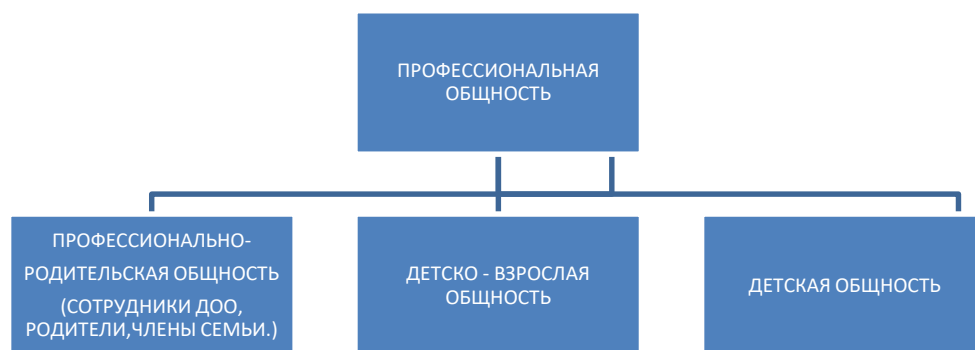 ПРОФЕССИОНАЛЬНАЯ
ОБЩНОСТЬ
ПРОФЕССИОНАЛЬНО-
РОДИТЕЛЬСКАЯ ОБЩНОСТЬ
(СОТРУДНИКИ ДОО,
РОДИТЕЛИ,ЧЛЕНЫ СЕМЬИ.)
ДЕТСКО - ВЗРОСЛАЯ
ОБЩНОСТЬ
ДЕТСКАЯ ОБЩНОСТЬ